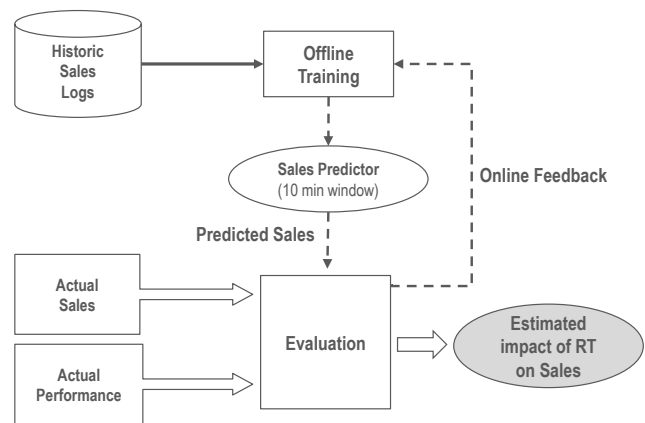 Historic
Sales
Logs
Offline
Training
Sales Predictor
(10 min window)
Online Feedback
Predicted Sales
Actual
Sales
Evaluation
Estimated
impact of RT
on Sales
Actual
Performance